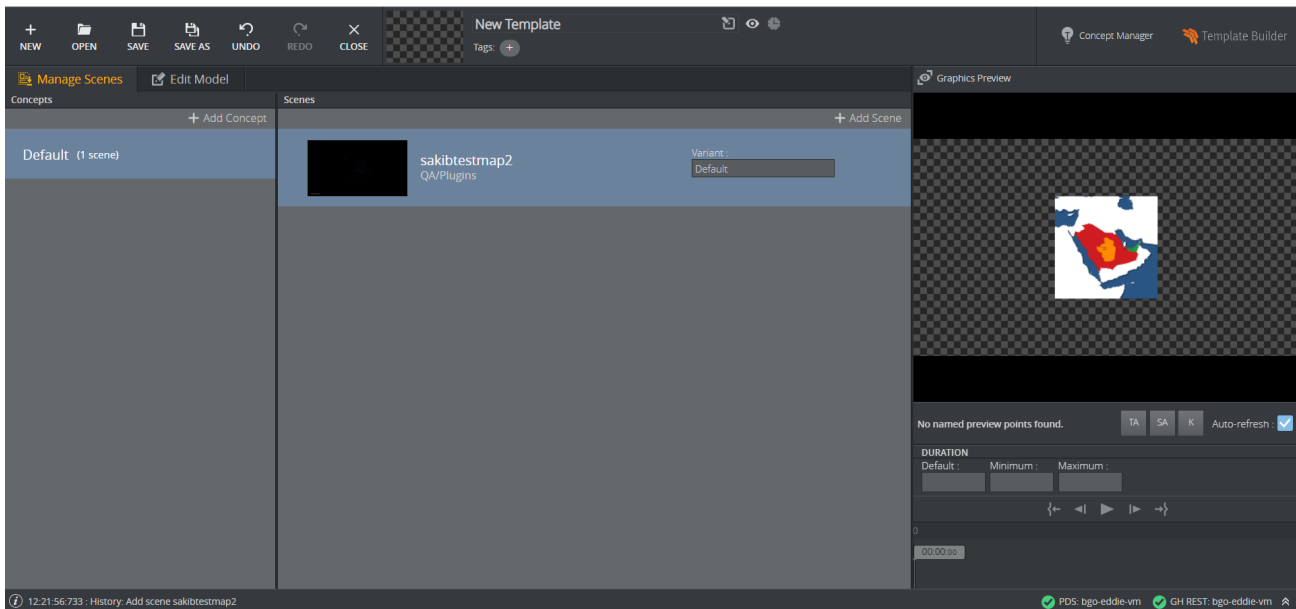 New Template
NEW OPEN SAVE SAVE AS UNDO REDO CLOSE
Tags: +
Concept Manager
Template Builder
Manage Scenes
Edit Model
Graphics Preview
Concepts
Scenes
+ Add Concept
+ Add Scene
Default (1 scene)
sakibtestmap2
QA/Plugins
Variant :
Default
No named preview points found.
TA SA K
Auto-refresh :
DURATION
Default : Minimum : Maximum :
0
00:00:00
12:21:56:733 : History: Add scene sakibtestmap2
PDS: bgo-eddie-vm
GH REST: bgo-eddie-vm